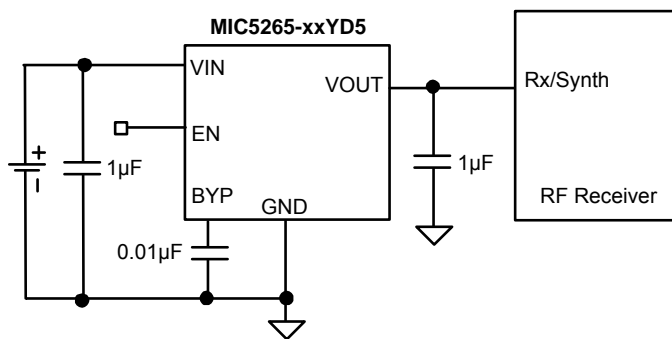 MIC5265-xxYD5
VIN
VOUT
Rx/Synth
EN
+
–
1µF
1µF
BYP
GND
RF Receiver
0.01µF